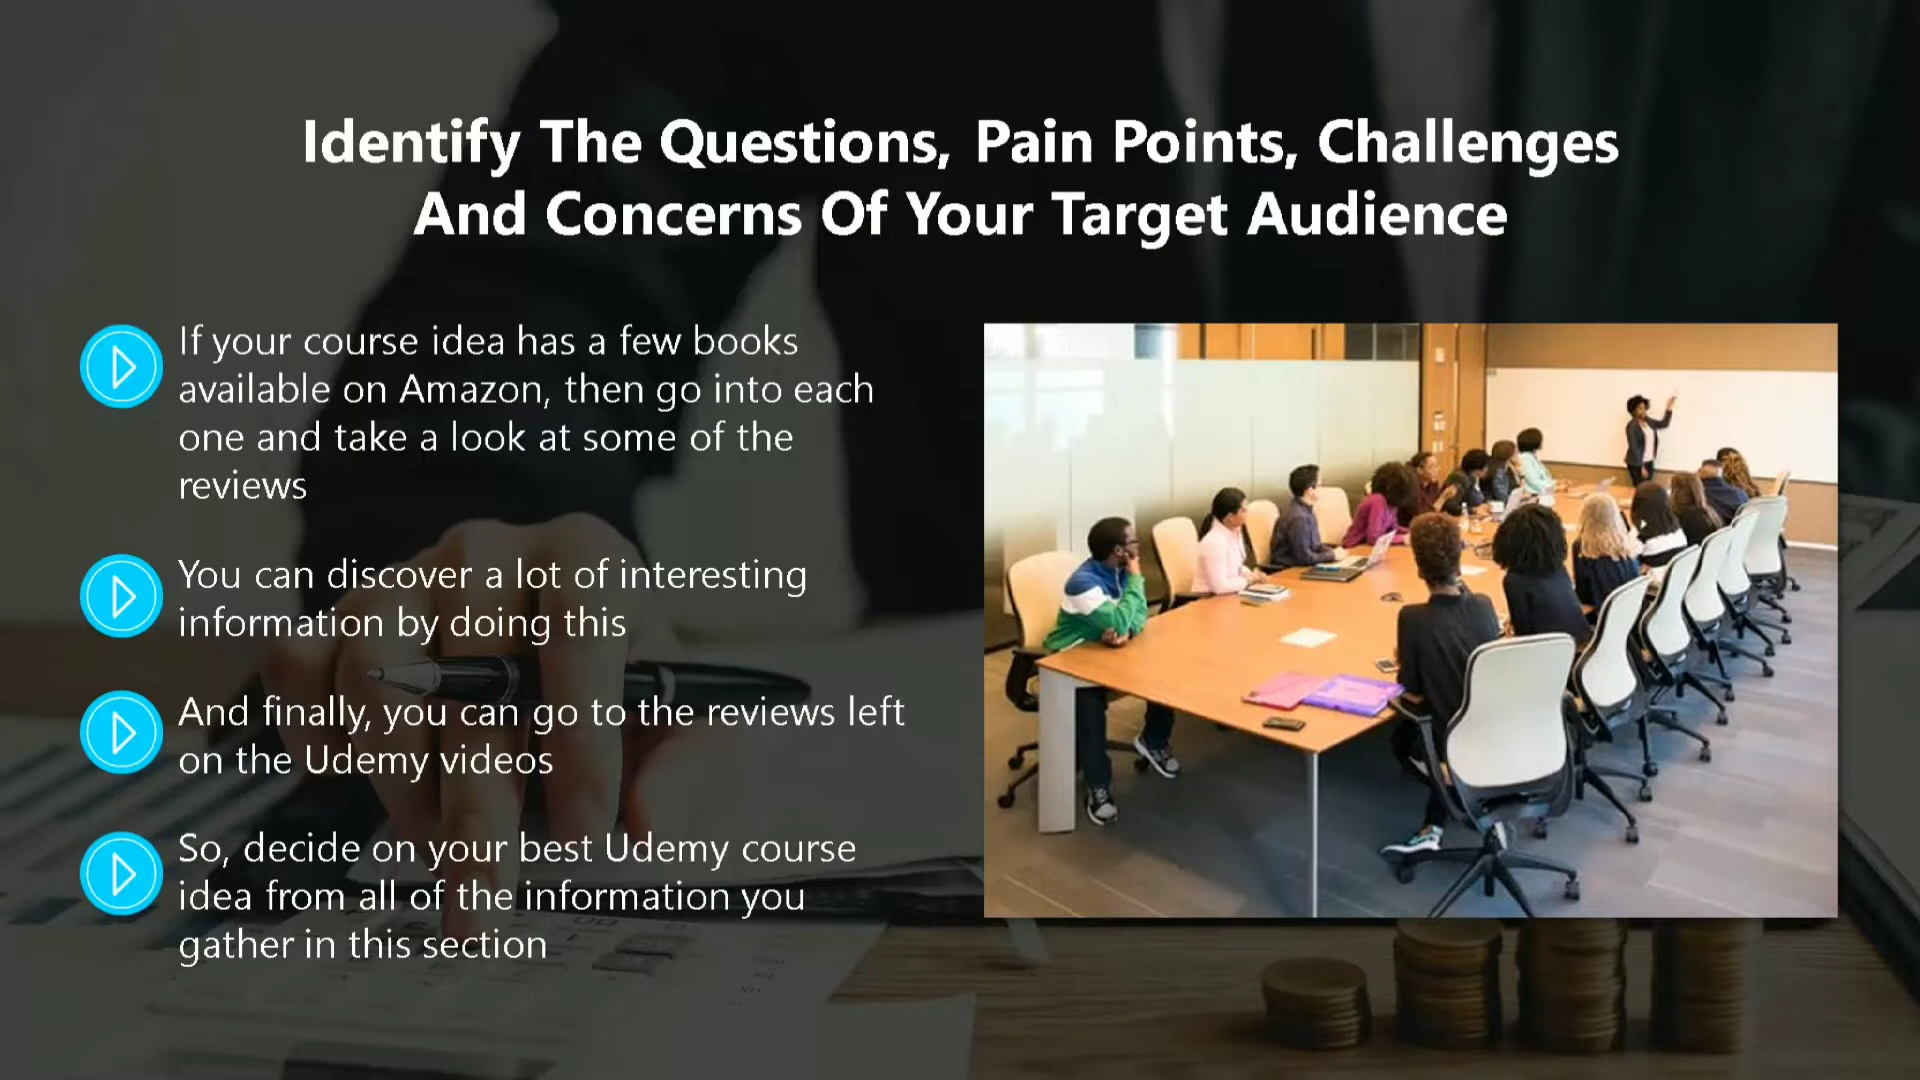 Identify The Questions, Pain Points, Challenges
And Concerns Of Your Target Audience
If your course idea has a few books
available on Amazon, then go into each
one and take a look at some of the
reviews
You can discover a lot of interesting
information by doing this
And finally, you can go to the reviews left
on the Udemy videos
So, decide on your best Udemy course
idea from all of the information you
gather in this section